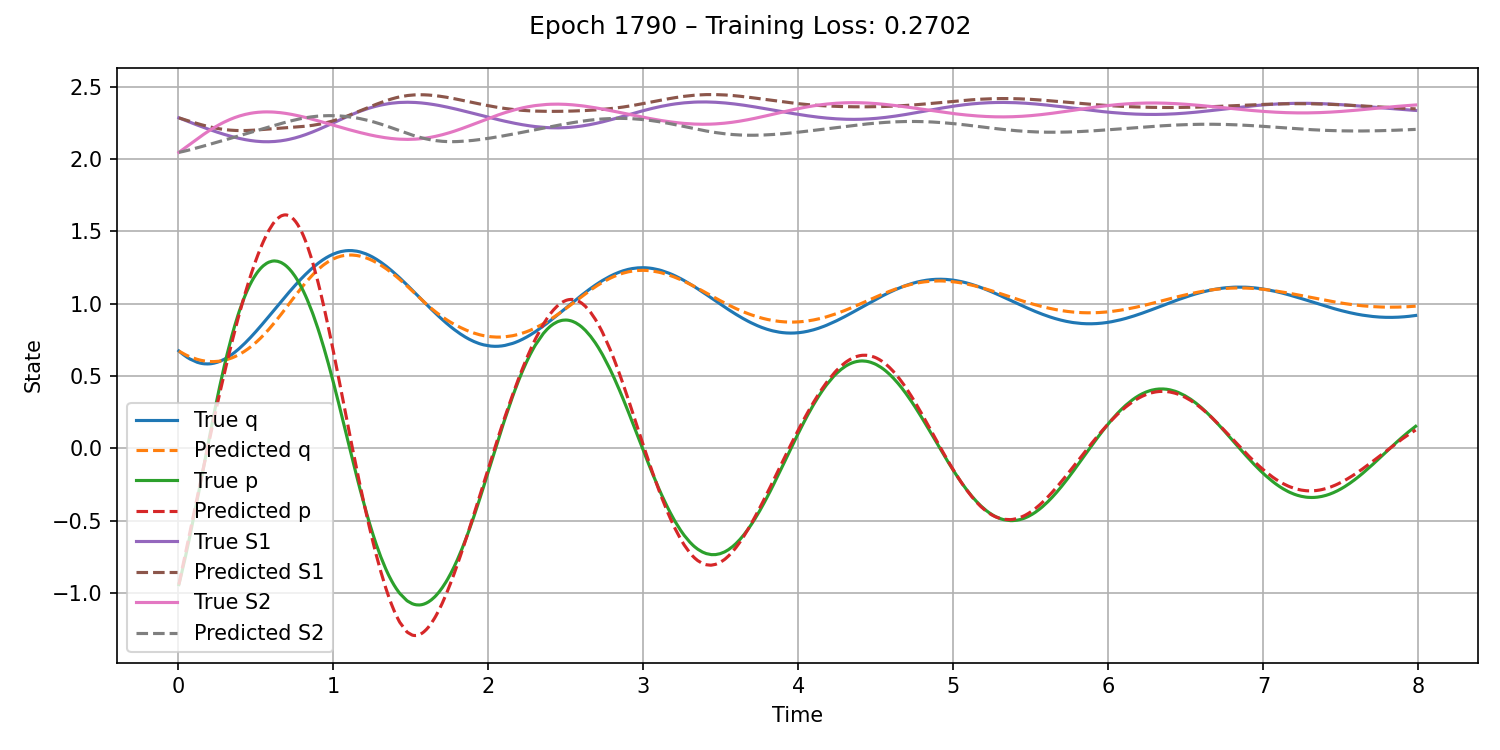 Epoch 1790 – Training Loss: 0.2702
2.5
2.0
1.5
1.0
0.5
0.0
−0.5
−1.0
State
True q
Predicted q
True p
Predicted p
True S1
Predicted S1
True S2
Predicted S2
0 1 2 3 4 5 6 7 8
Time